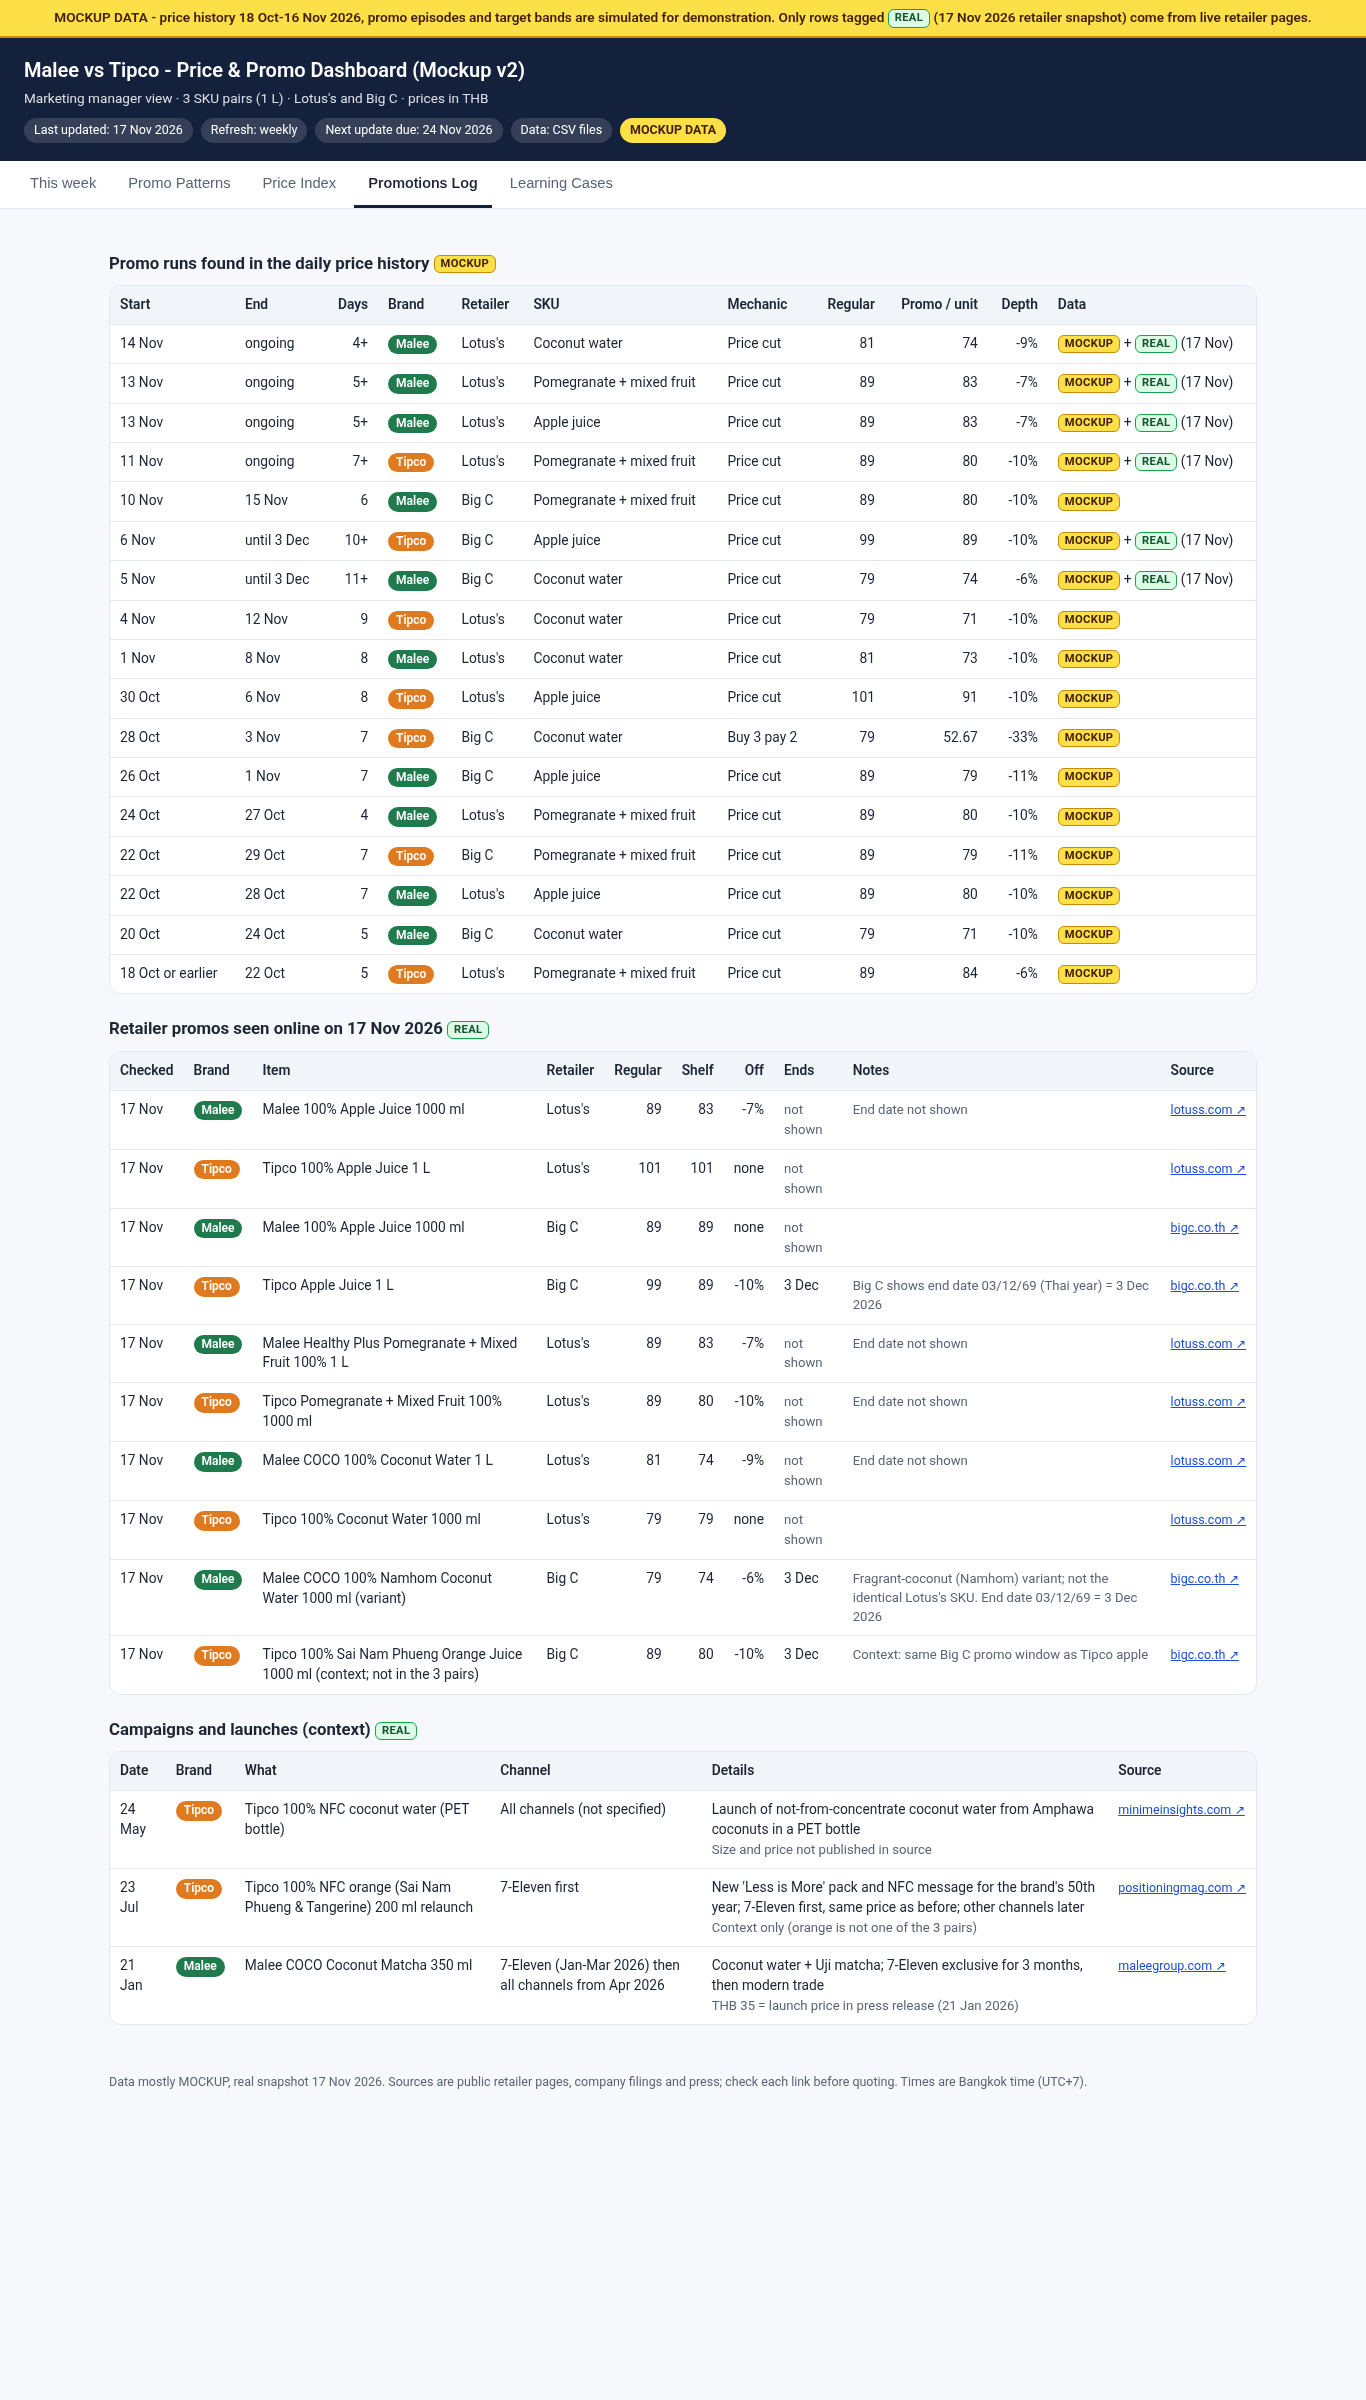 MOCKUP DATA - price history 18 Oct-16 Nov 2026, promo episodes and target bands are simulated for demonstration. Only rows tagged REAL (17 Nov 2026 retailer snapshot) come from live retailer pages.
Malee vs Tipco - Price & Promo Dashboard (Mockup v2)
Marketing manager view · 3 SKU pairs (1 L) · Lotus's and Big C · prices in THB
Last updated: 17 Nov 2026 Refresh: weekly Next update due: 24 Nov 2026 Data: CSV files MOCKUP DATA
This week Promo Patterns Price Index Promotions Log Learning Cases
Promo runs found in the daily price history MOCKUP
Start End Days Brand Retailer SKU Mechanic Regular Promo / unit Depth Data
14 Nov ongoing 4+ Malee Lotus's Coconut water Price cut 81 74 -9% MOCKUP + REAL (17 Nov)
13 Nov ongoing 5+ Malee Lotus's Pomegranate + mixed fruit Price cut 89 83 -7% MOCKUP + REAL (17 Nov)
13 Nov ongoing 5+ Malee Lotus's Apple juice Price cut 89 83 -7% MOCKUP + REAL (17 Nov)
11 Nov ongoing 7+ Tipco Lotus's Pomegranate + mixed fruit Price cut 89 80 -10% MOCKUP + REAL (17 Nov)
10 Nov 15 Nov 6 Malee Big C Pomegranate + mixed fruit Price cut 89 80 -10% MOCKUP
6 Nov until 3 Dec 10+ Tipco Big C Apple juice Price cut 99 89 -10% MOCKUP + REAL (17 Nov)
5 Nov until 3 Dec 11+ Malee Big C Coconut water Price cut 79 74 -6% MOCKUP + REAL (17 Nov)
4 Nov 12 Nov 9 Tipco Lotus's Coconut water Price cut 79 71 -10% MOCKUP
1 Nov 8 Nov 8 Malee Lotus's Coconut water Price cut 81 73 -10% MOCKUP
30 Oct 6 Nov 8 Tipco Lotus's Apple juice Price cut 101 91 -10% MOCKUP
28 Oct 3 Nov 7 Tipco Big C Coconut water Buy 3 pay 2 79 52.67 -33% MOCKUP
26 Oct 1 Nov 7 Malee Big C Apple juice Price cut 89 79 -11% MOCKUP
24 Oct 27 Oct 4 Malee Lotus's Pomegranate + mixed fruit Price cut 89 80 -10% MOCKUP
22 Oct 29 Oct 7 Tipco Big C Pomegranate + mixed fruit Price cut 89 79 -11% MOCKUP
22 Oct 28 Oct 7 Malee Lotus's Apple juice Price cut 89 80 -10% MOCKUP
20 Oct 24 Oct 5 Malee Big C Coconut water Price cut 79 71 -10% MOCKUP
18 Oct or earlier 22 Oct 5 Tipco Lotus's Pomegranate + mixed fruit Price cut 89 84 -6% MOCKUP
Retailer promos seen online on 17 Nov 2026 REAL
Checked Brand Item Retailer Regular Shelf Off Ends Notes Source
17 Nov Malee Malee 100% Apple Juice 1000 ml Lotus's 89 83 -7% not End date not shown lotuss.com ↗
shown
17 Nov Tipco Tipco 100% Apple Juice 1 L Lotus's 101 101 none not lotuss.com ↗
shown
17 Nov Malee Malee 100% Apple Juice 1000 ml Big C 89 89 none not bigc.co.th ↗
shown
17 Nov Tipco Tipco Apple Juice 1 L Big C 99 89 -10% 3 Dec Big C shows end date 03/12/69 (Thai year) = 3 Dec bigc.co.th ↗
2026
17 Nov Malee Malee Healthy Plus Pomegranate + Mixed Lotus's 89 83 -7% not End date not shown lotuss.com ↗
Fruit 100% 1 L shown
17 Nov Tipco Tipco Pomegranate + Mixed Fruit 100% Lotus's 89 80 -10% not End date not shown lotuss.com ↗
1000 ml shown
17 Nov Malee Malee COCO 100% Coconut Water 1 L Lotus's 81 74 -9% not End date not shown lotuss.com ↗
shown
17 Nov Tipco Tipco 100% Coconut Water 1000 ml Lotus's 79 79 none not lotuss.com ↗
shown
17 Nov Malee Malee COCO 100% Namhom Coconut Big C 79 74 -6% 3 Dec Fragrant-coconut (Namhom) variant; not the bigc.co.th ↗
Water 1000 ml (variant) identical Lotus's SKU. End date 03/12/69 = 3 Dec
2026
17 Nov Tipco Tipco 100% Sai Nam Phueng Orange Juice Big C 89 80 -10% 3 Dec Context: same Big C promo window as Tipco apple bigc.co.th ↗
1000 ml (context; not in the 3 pairs)
Campaigns and launches (context) REAL
Date Brand What Channel Details Source
24 Tipco Tipco 100% NFC coconut water (PET All channels (not specified) Launch of not-from-concentrate coconut water from Amphawa minimeinsights.com ↗
May bottle) coconuts in a PET bottle
Size and price not published in source
23 Tipco Tipco 100% NFC orange (Sai Nam 7-Eleven first New 'Less is More' pack and NFC message for the brand's 50th positioningmag.com ↗
Jul Phueng & Tangerine) 200 ml relaunch year; 7-Eleven first, same price as before; other channels later
Context only (orange is not one of the 3 pairs)
21 Malee Malee COCO Coconut Matcha 350 ml 7-Eleven (Jan-Mar 2026) then Coconut water + Uji matcha; 7-Eleven exclusive for 3 months, maleegroup.com ↗
Jan all channels from Apr 2026 then modern trade
THB 35 = launch price in press release (21 Jan 2026)
Data mostly MOCKUP, real snapshot 17 Nov 2026. Sources are public retailer pages, company filings and press; check each link before quoting. Times are Bangkok time (UTC+7).